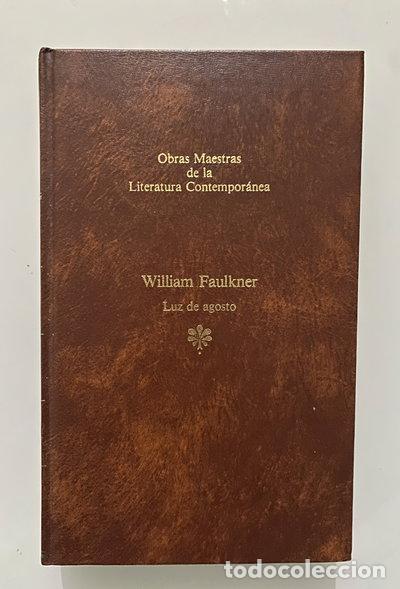 Obras Maestras
de la
Literatura Contemporánea
William Faulkner
Luz de agosto
todocoleccion